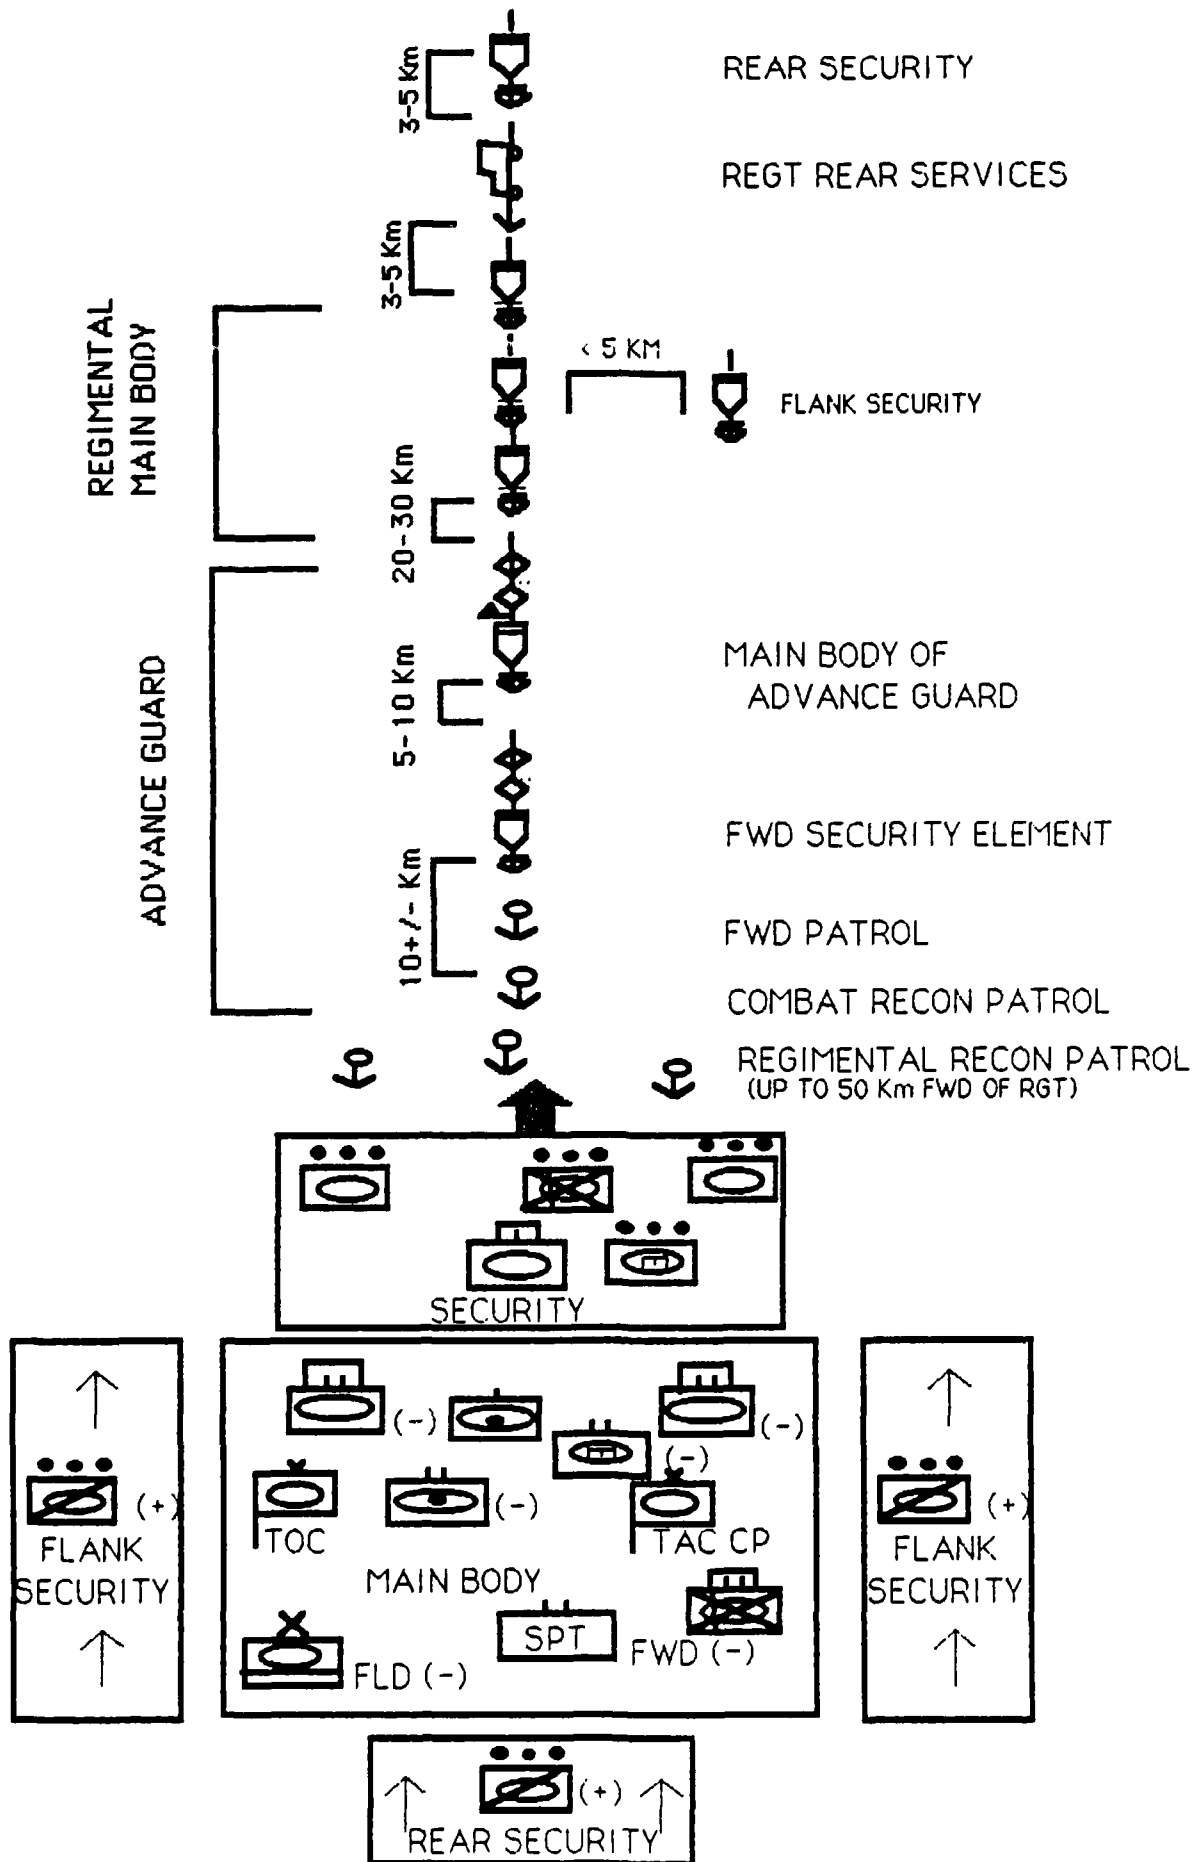 3-5 Km
REAR SECURITY
REGT REAR SERVICES
3-5 Km
REGIMENTAL
MAIN BODY
< 5 KM
FLANK SECURITY
20-30 Km
ADVANCE GUARD
MAIN BODY OF
ADVANCE GUARD
5-10 Km
FWD SECURITY ELEMENT
10+/- Km
FWD PATROL
COMBAT RECON PATROL
REGIMENTAL RECON PATROL
(UP TO 50 Km FWD OF RGT)
SECURITY
(-)
(-)
(-)
(+)
(-)
(+)
TOC
TAC CP
FLANK
SECURITY
FLANK
SECURITY
MAIN BODY
SPT
FWD (-)
FLD (-)
(+)
REAR SECURITY